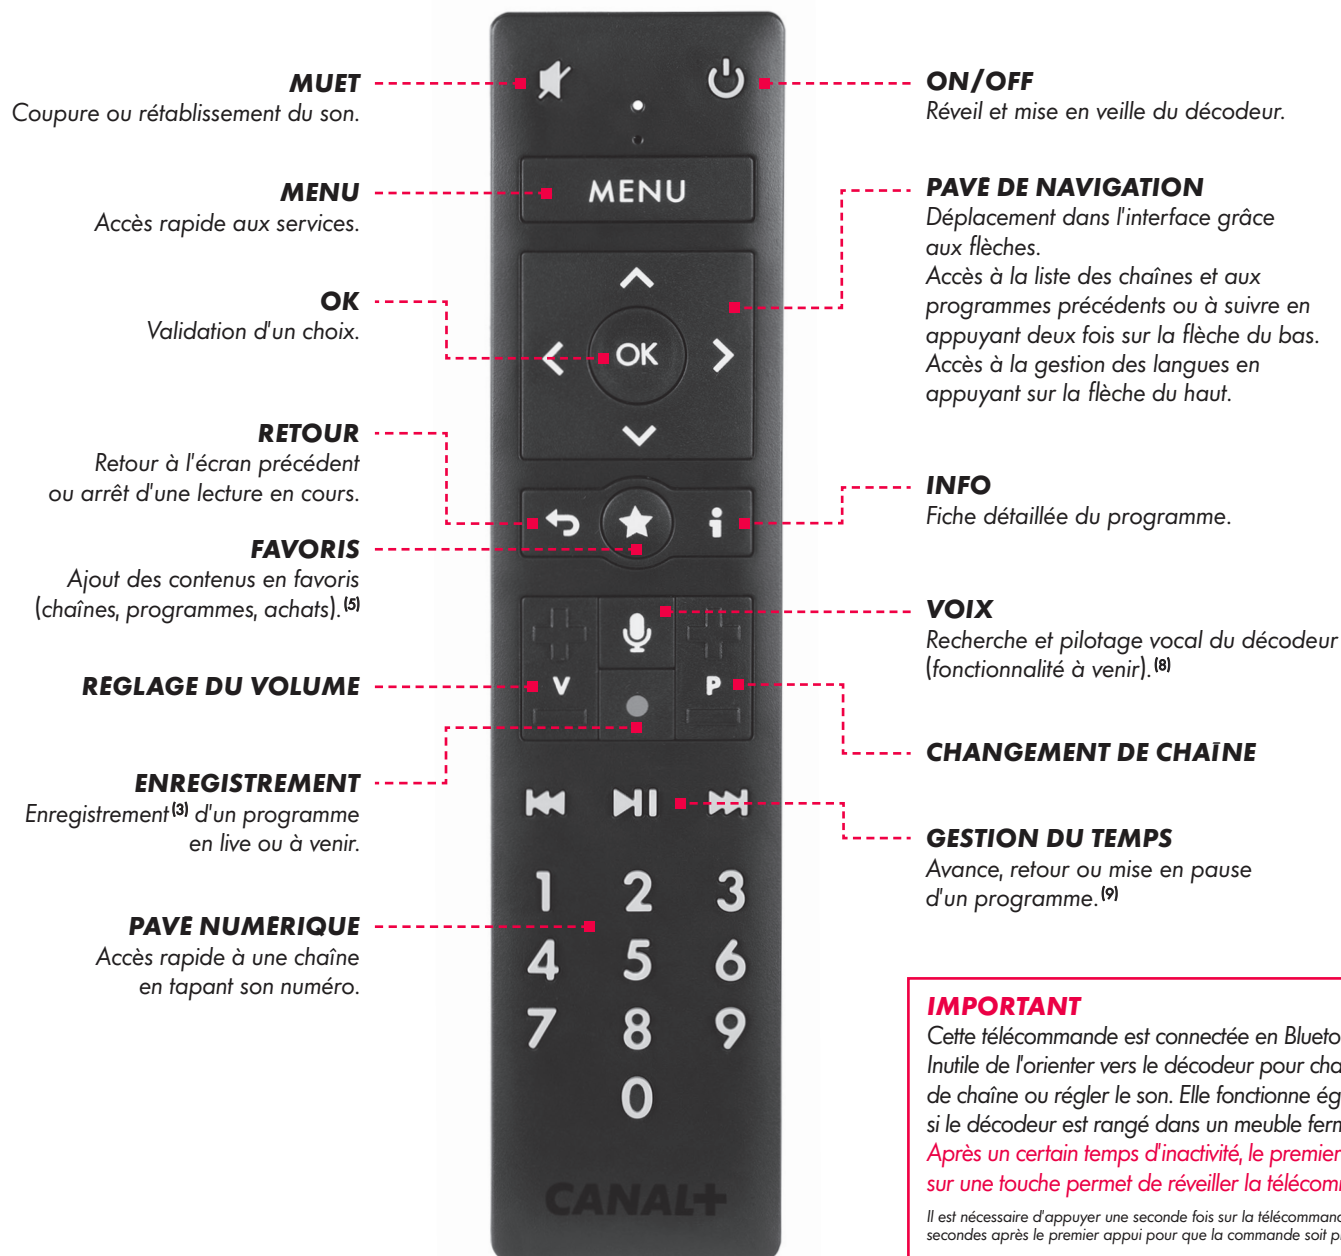 MUET
Coupure ou rétablissement du son.
MENU
Accès rapide aux services.
OK
Validation d'un choix.
RETOUR
Retour à l'écran précédent
ou arrêt d'une lecture en cours.
FAVORIS
Ajout des contenus en favoris
(chaînes, programmes, achats). (5)
RÉGLAGE DU VOLUME
ENREGISTREMENT
Enregistrement (3) d'un programme
en live ou à venir.
PAVÉ NUMÉRIQUE
Accès rapide à une chaîne
en tapant son numéro.
MENU
OK
V
P
1 2 3
4 5 6
7 8 9
0
CANAL+
ON/OFF
Réveil et mise en veille du décodeur.
PAVÉ DE NAVIGATION
Déplacement dans l'interface grâce
aux flèches.
Accès à la liste des chaînes et aux
programmes précédents ou à suivre en
appuyant deux fois sur la flèche du bas.
Accès à la gestion des langues en
appuyant sur la flèche du haut.
INFO
Fiche détaillée du programme.
VOIX
Recherche et pilotage vocal du décodeur
(fonctionnalité à venir). (8)
CHANGEMENT DE CHAÎNE
GESTION DU TEMPS
Avance, retour ou mise en pause
d'un programme. (9)
IMPORTANT
Cette télécommande est connectée en Blueto
Inutile de l'orienter vers le décodeur pour cha
de chaîne ou régler le son. Elle fonctionne ég
si le décodeur est rangé dans un meuble ferm
Après un certain temps d'inactivité, le premier
sur une touche permet de réveiller la télécom
Il est nécessaire d'appuyer une seconde fois sur la télécommand
secondes après le premier appui pour que la commande soit p